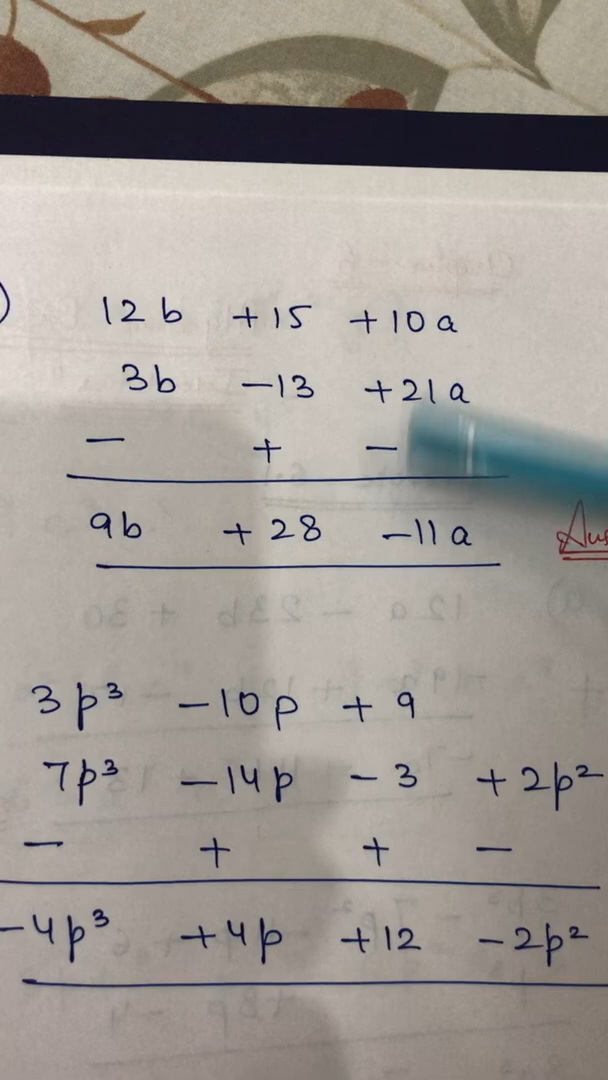 )
12b +15 +10a
3b -13 +21a
- + -
9b +28 -11a
3p³ -10p +9
7p³ -14p -3 +2p²
- + + -
-4p³ +4p +12 -2p²